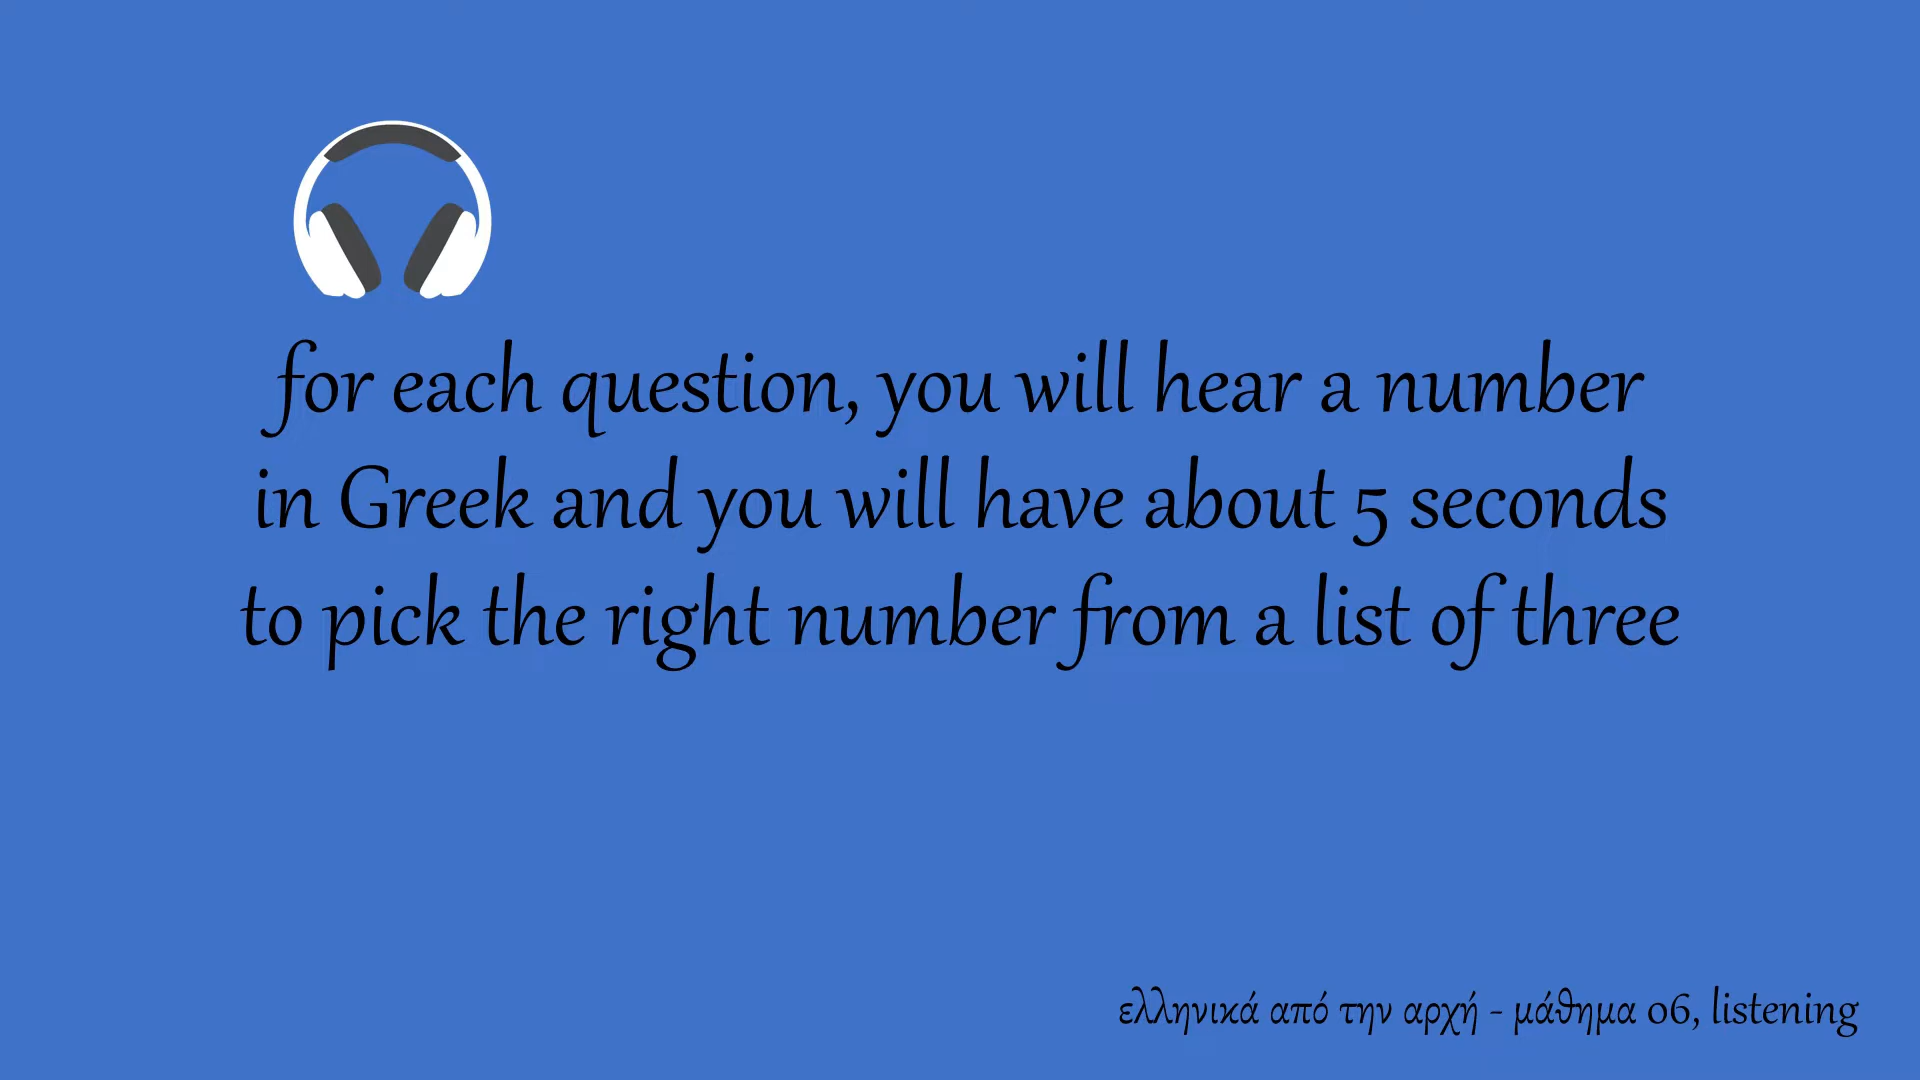 for each question, you will hear a number
in Greek and you will have about 5 seconds
to pick the right number from a list of three
ελληνικά από την αρχή - μάθημα 06, listening